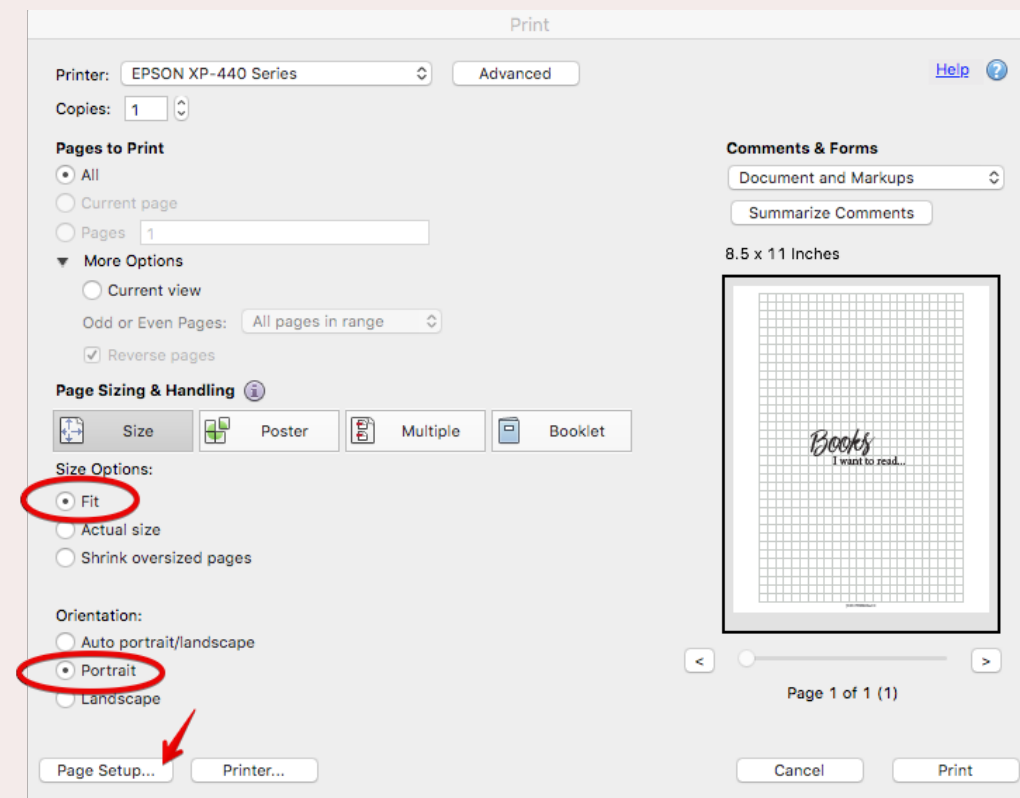 Print
Printer: EPSON XP-440 Series Advanced Help ?
Copies: 1
Pages to Print
All
Current page
Pages 1
More Options
Current view
Odd or Even Pages: All pages in range
Reverse pages
Comments & Forms
Document and Markups
Summarize Comments
8.5 x 11 Inches
Books
I want to read...
Page Sizing & Handling i
Size Poster Multiple Booklet
Size Options:
Fit
Actual size
Shrink oversized pages
Orientation:
Auto portrait/landscape
Portrait
Landscape
< >
Page 1 of 1 (1)
Page Setup... Printer... Cancel Print